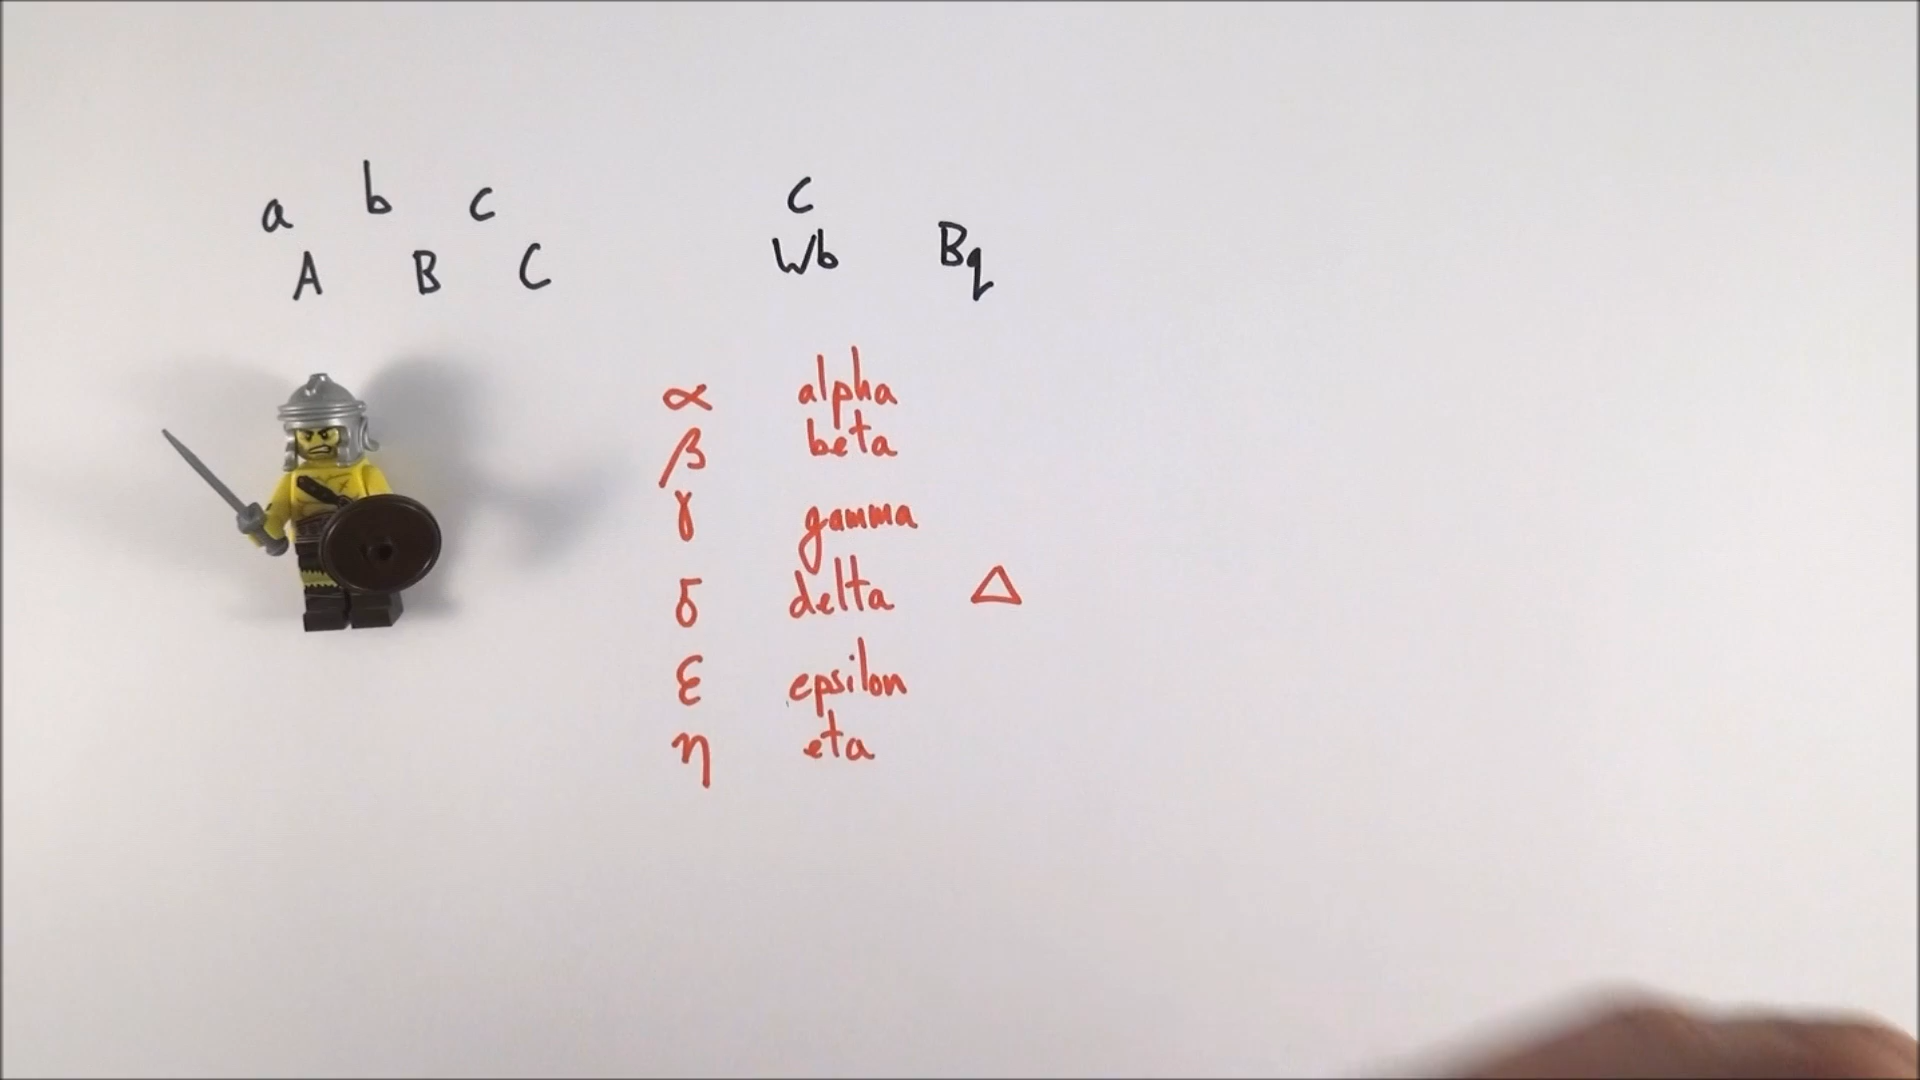 a b c
A B C
C
Wb Bq
α alpha
β beta
γ gamma
δ delta Δ
ε epsilon
η eta